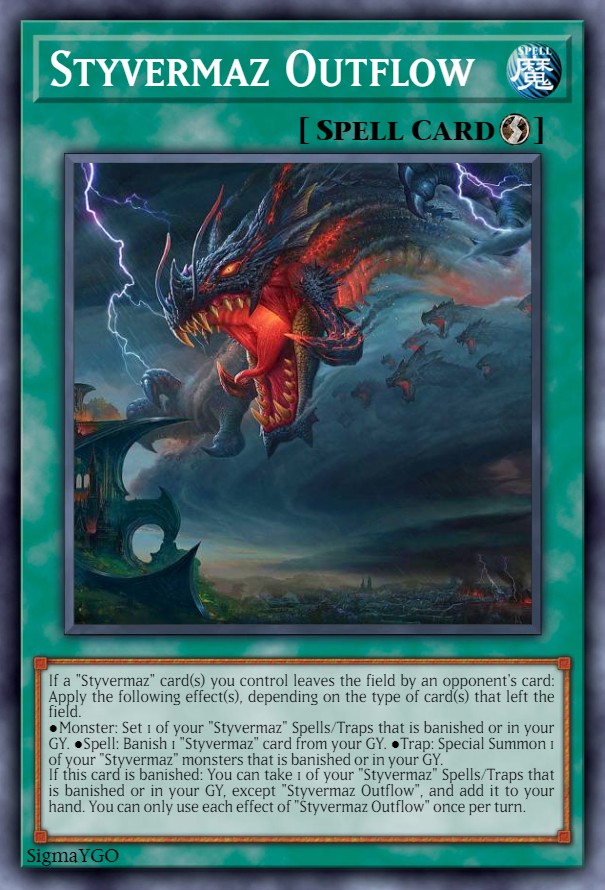 STYVERMAZ OUTFLOW
SPELL
魔
[ SPELL CARD ]
If a "Styvermaz" card(s) you control leaves the field by an opponent's card:
Apply the following effect(s), depending on the type of card(s) that left the
field.
●Monster: Set 1 of your "Styvermaz" Spells/Traps that is banished or in your
GY. ●Spell: Banish 1 "Styvermaz" card from your GY. ●Trap: Special Summon 1
of your "Styvermaz" monsters that is banished or in your GY.
If this card is banished: You can take 1 of your "Styvermaz" Spells/Traps that
is banished or in your GY, except "Styvermaz Outflow", and add it to your
hand. You can only use each effect of "Styvermaz Outflow" once per turn.
SigmaYGO